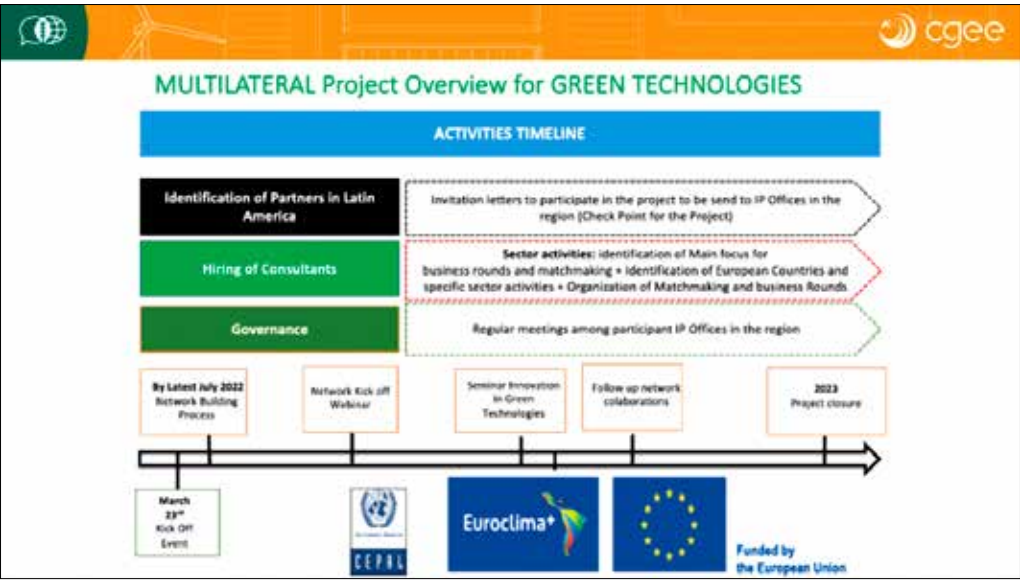 cgee
MULTILATERAL Project Overview for GREEN TECHNOLOGIES
ACTIVITIES TIMELINE
Identification of Partners in Latin
America
Invitation letters to participate in the project to be send to IP Offices in the
region (Check Point for the Project)
Hiring of Consultants
Sector activities: identification of Main focus for
business rounds and matchmaking + Identification of European Countries and
specific sector activities + Organization of Matchmaking and business Rounds
Governance
Regular meetings among participant IP Offices in the region
By Latest July 2022
Network Building
Process
Network Kick off
Webinar
Seminar Innovation
in Green
Technologies
Follow up network
colaborations
2023
Project closure
March
23rd
Kick Off
Event
CEPAL
Euroclima+
Funded by
the European Union